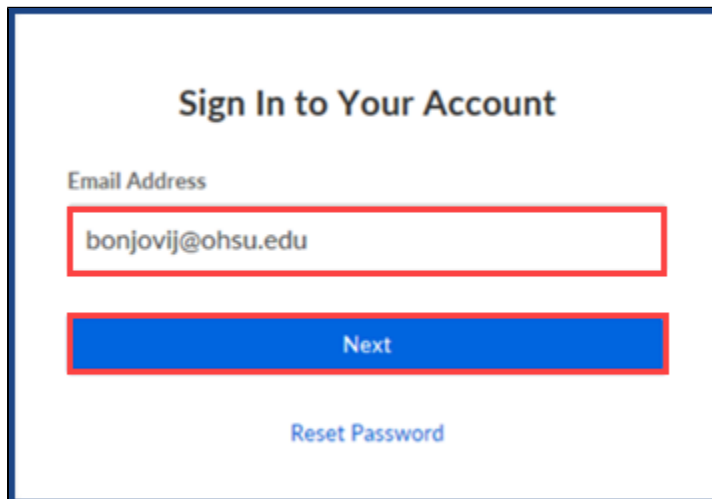 Sign In to Your Account
Email Address
bonjovij@ohsu.edu
Next
Reset Password